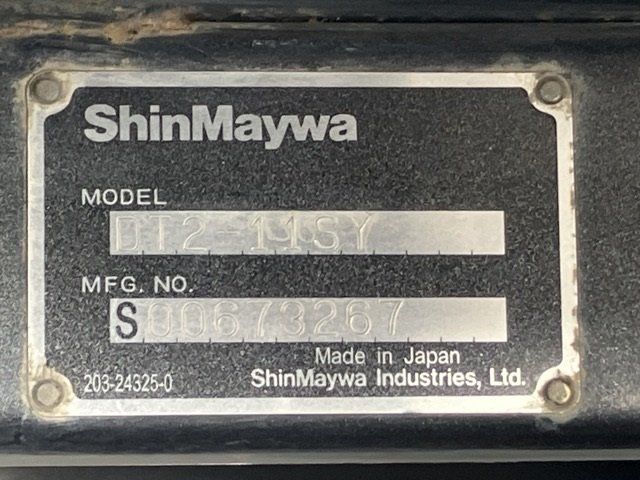 ShinMaywa
MODEL
DT2-11SY
MFG. NO.
S00673267
Made in Japan
203-24325-0
ShinMaywa Industries, Ltd.